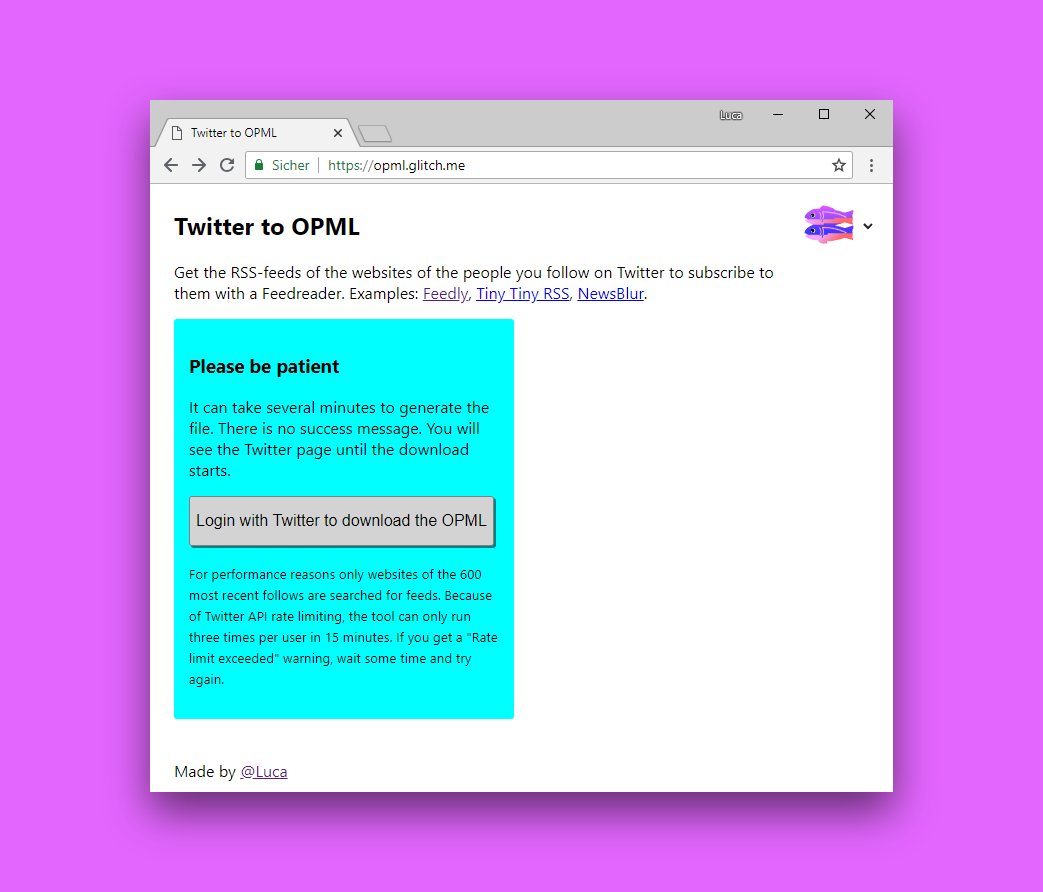 Luca
Twitter to OPML
Sicher
https://opml.glitch.me
Twitter to OPML
Get the RSS-feeds of the websites of the people you follow on Twitter to subscribe to
them with a Feedreader. Examples: Feedly, Tiny Tiny RSS, NewsBlur.
Please be patient
It can take several minutes to generate the
file. There is no success message. You will
see the Twitter page until the download
starts.
Login with Twitter to download the OPML
For performance reasons only websites of the 600
most recent follows are searched for feeds. Because
of Twitter API rate limiting, the tool can only run
three times per user in 15 minutes. If you get a "Rate
limit exceeded" warning, wait some time and try
again.
Made by @Luca